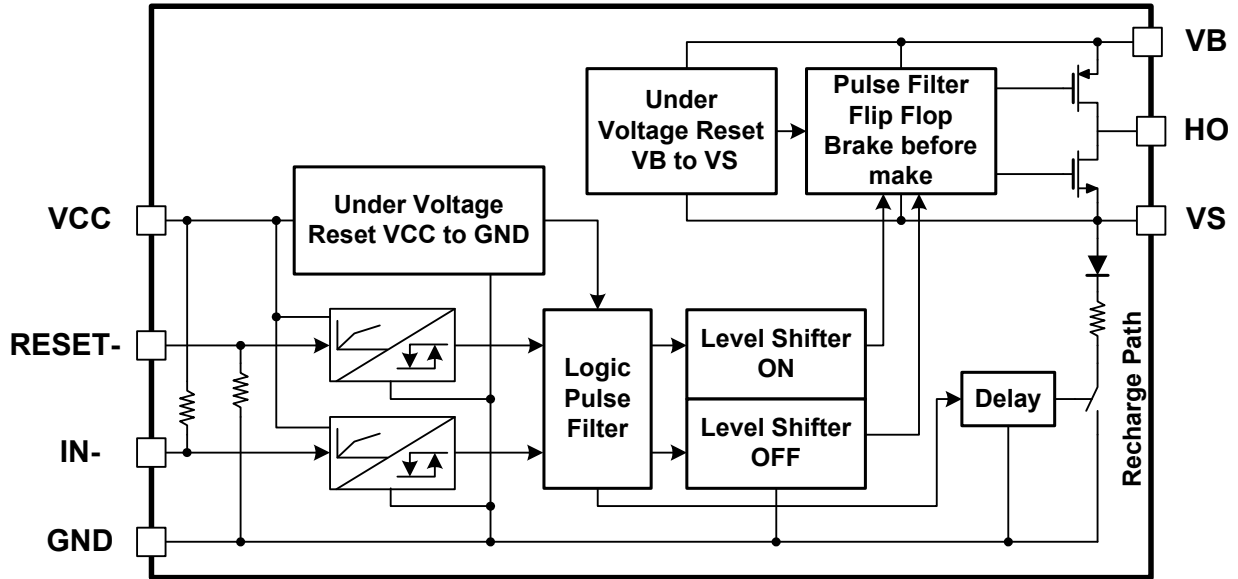 VB
Under
Voltage Reset
VB to VS
Pulse Filter
Flip Flop
Brake before
make
HO
VCC
Under Voltage
Reset VCC to GND
VS
RESET-
Logic
Pulse
Filter
Level Shifter
ON
Delay
Recharge Path
IN-
Level Shifter
OFF
GND